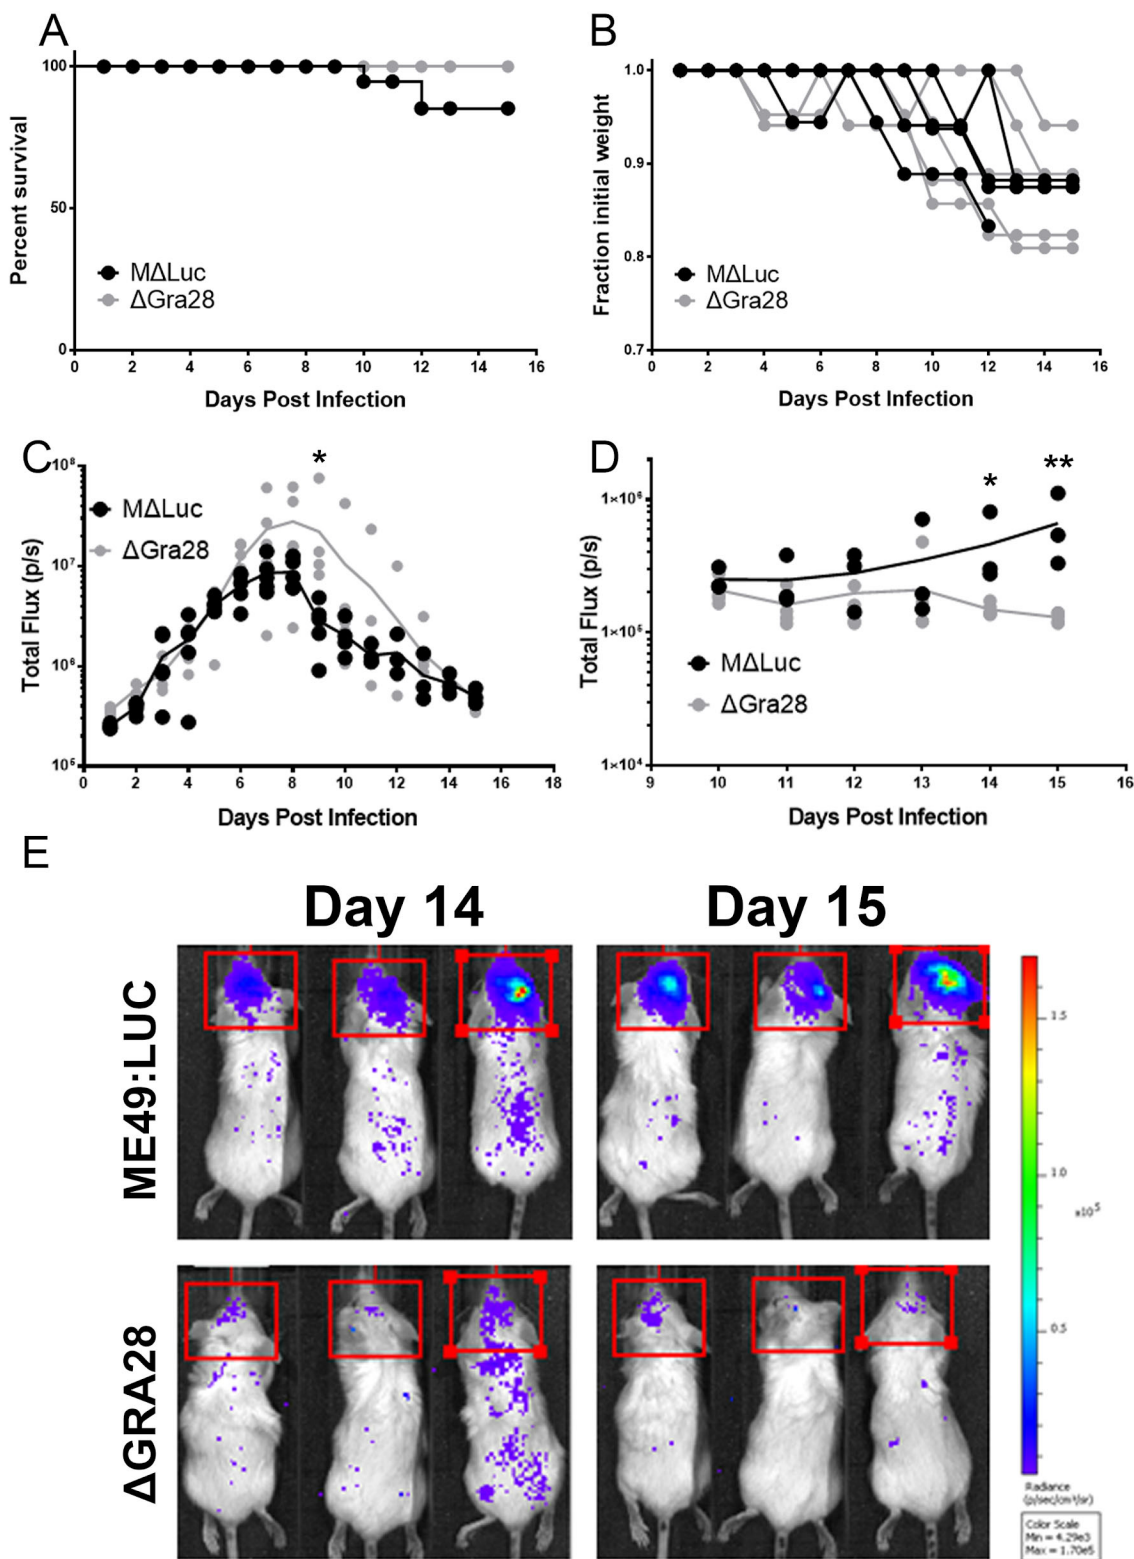 A
Percent survival
100
50
0
MΔLuc
ΔGra28
0 2 4 6 8 10 12 14 16
Days Post Infection
B
Fraction initial weight
1.0
0.9
0.8
0.7
MΔLuc
ΔGra28
0 2 4 6 8 10 12 14 16
Days Post Infection
C
Total Flux (p/s)
*
10⁸
10⁷
10⁶
10⁵
MΔLuc
ΔGra28
0 2 4 6 8 10 12 14 16 18
Days Post Infection
D
Total Flux (p/s)
* **
1×10⁶
1×10⁵
1×10⁴
MΔLuc
ΔGra28
9 10 11 12 13 14 15 16
Days Post Infection
E
Day 14 Day 15
ME49:LUC
ΔGRA28
1.5
1.0
x10⁵
0.5
Radiance
(p/sec/cm²/sr)
Color Scale
Min = 4.29e3
Max = 1.70e5